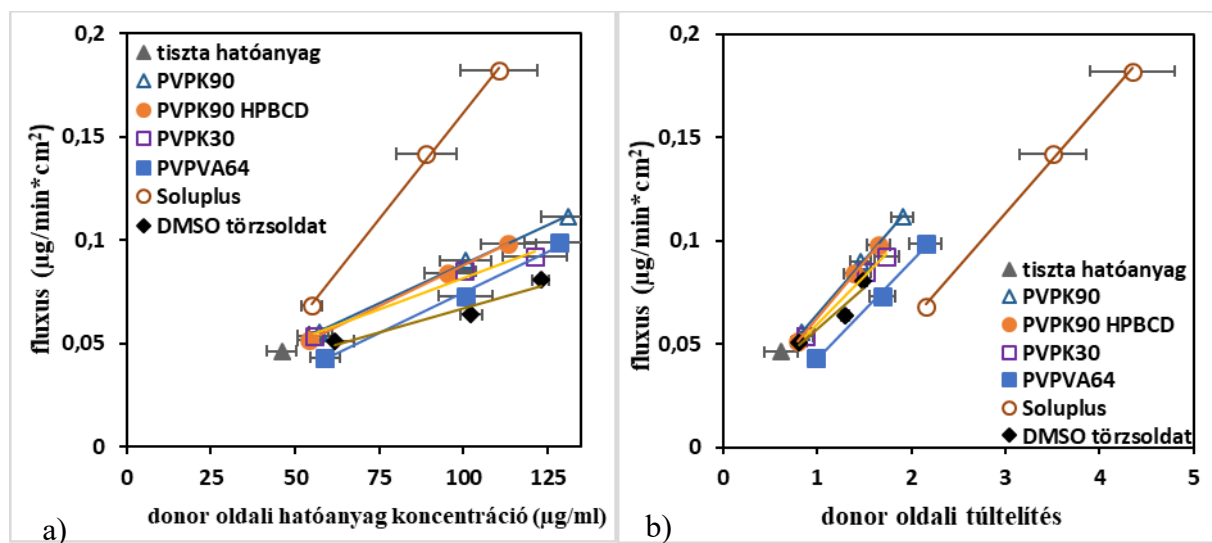 0,2
0,15
0,1
0,05
0
fluxus (µg/min*cm²)
tiszta hatóanyag
PVPK90
PVPK90 HPBCD
PVPK30
PVPVA64
Soluplus
DMSO törzsoldat
0 25 50 75 100 125
donor oldali hatóanyag koncentráció (µg/ml)
a)
0,2
0,15
0,1
0,05
0
fluxus (µg/min*cm²)
tiszta hatóanyag
PVPK90
PVPK90 HPBCD
PVPK30
PVPVA64
Soluplus
DMSO törzsoldat
0 1 2 3 4 5
donor oldali túltelítés
b)